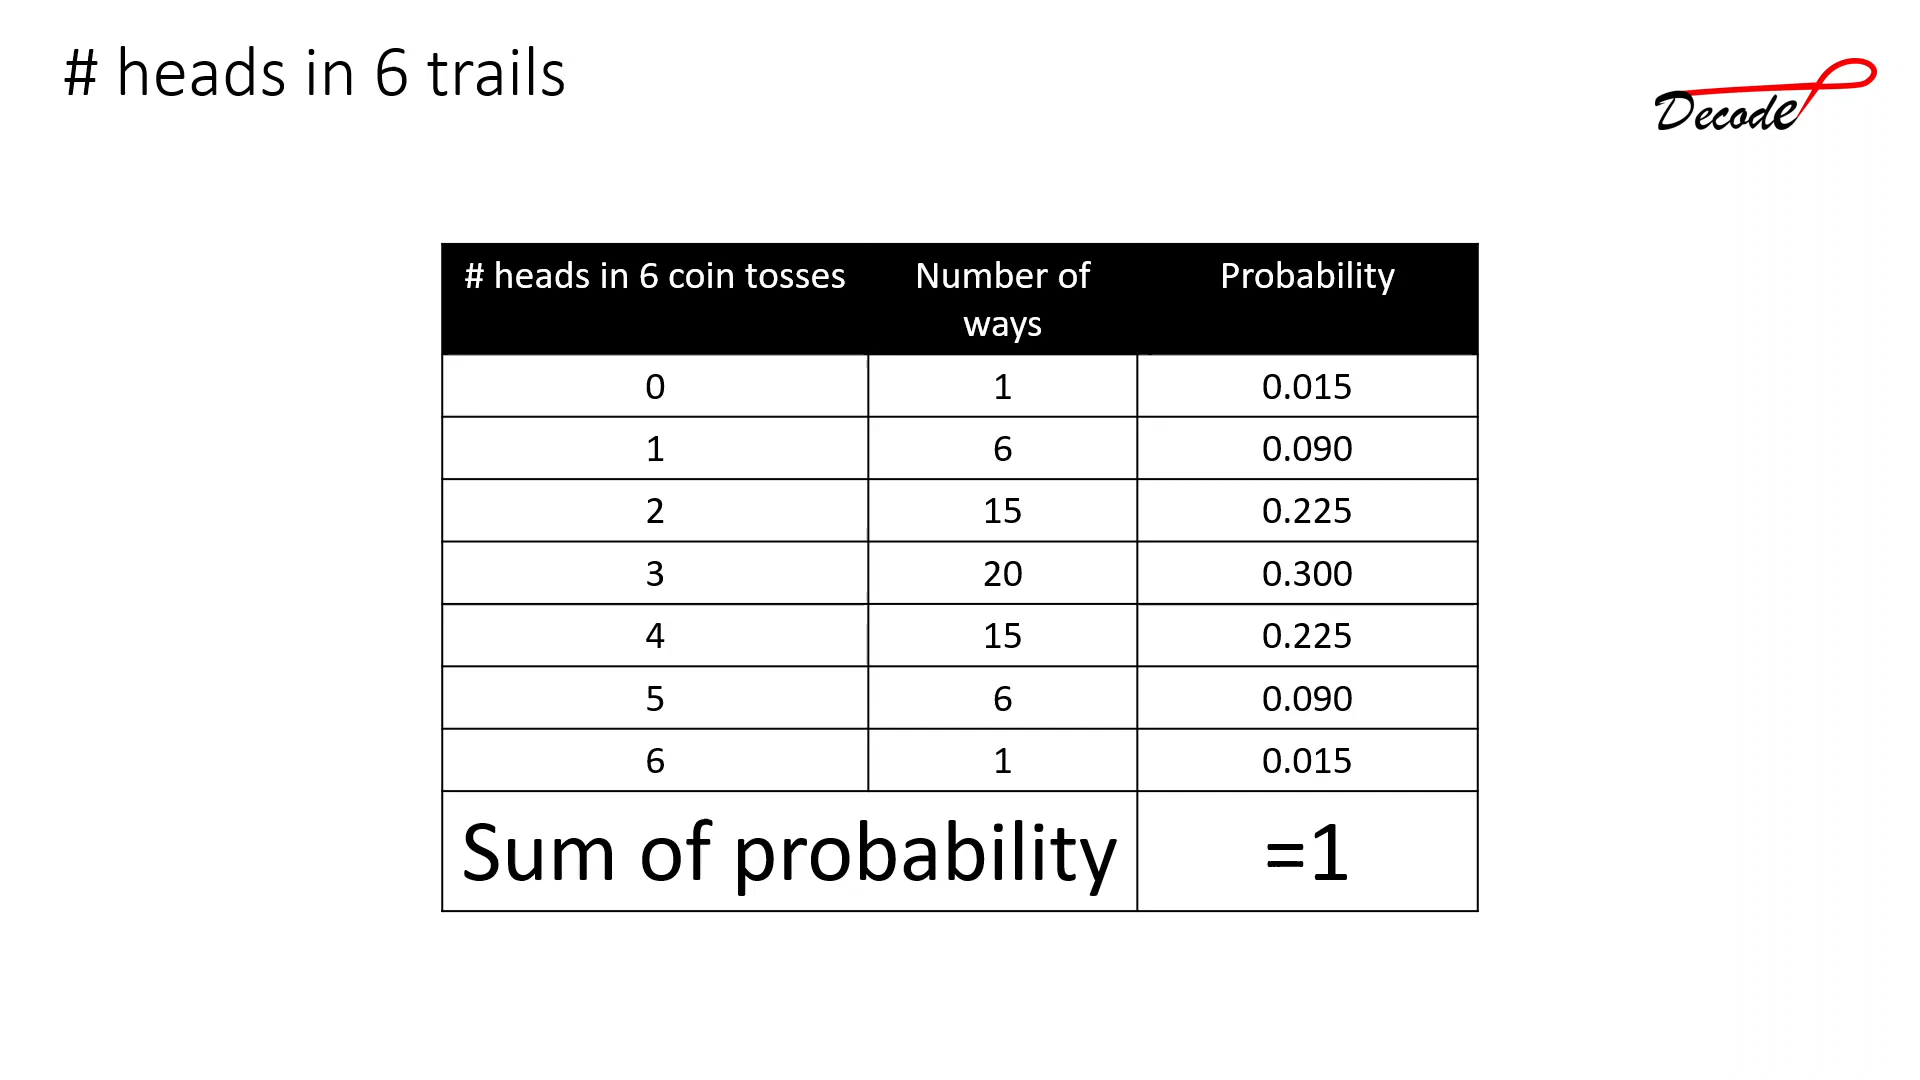 # heads in 6 trails
Decode
# heads in 6 coin tosses Number of ways Probability
0 1 0.015
1 6 0.090
2 15 0.225
3 20 0.300
4 15 0.225
5 6 0.090
6 1 0.015
Sum of probability =1